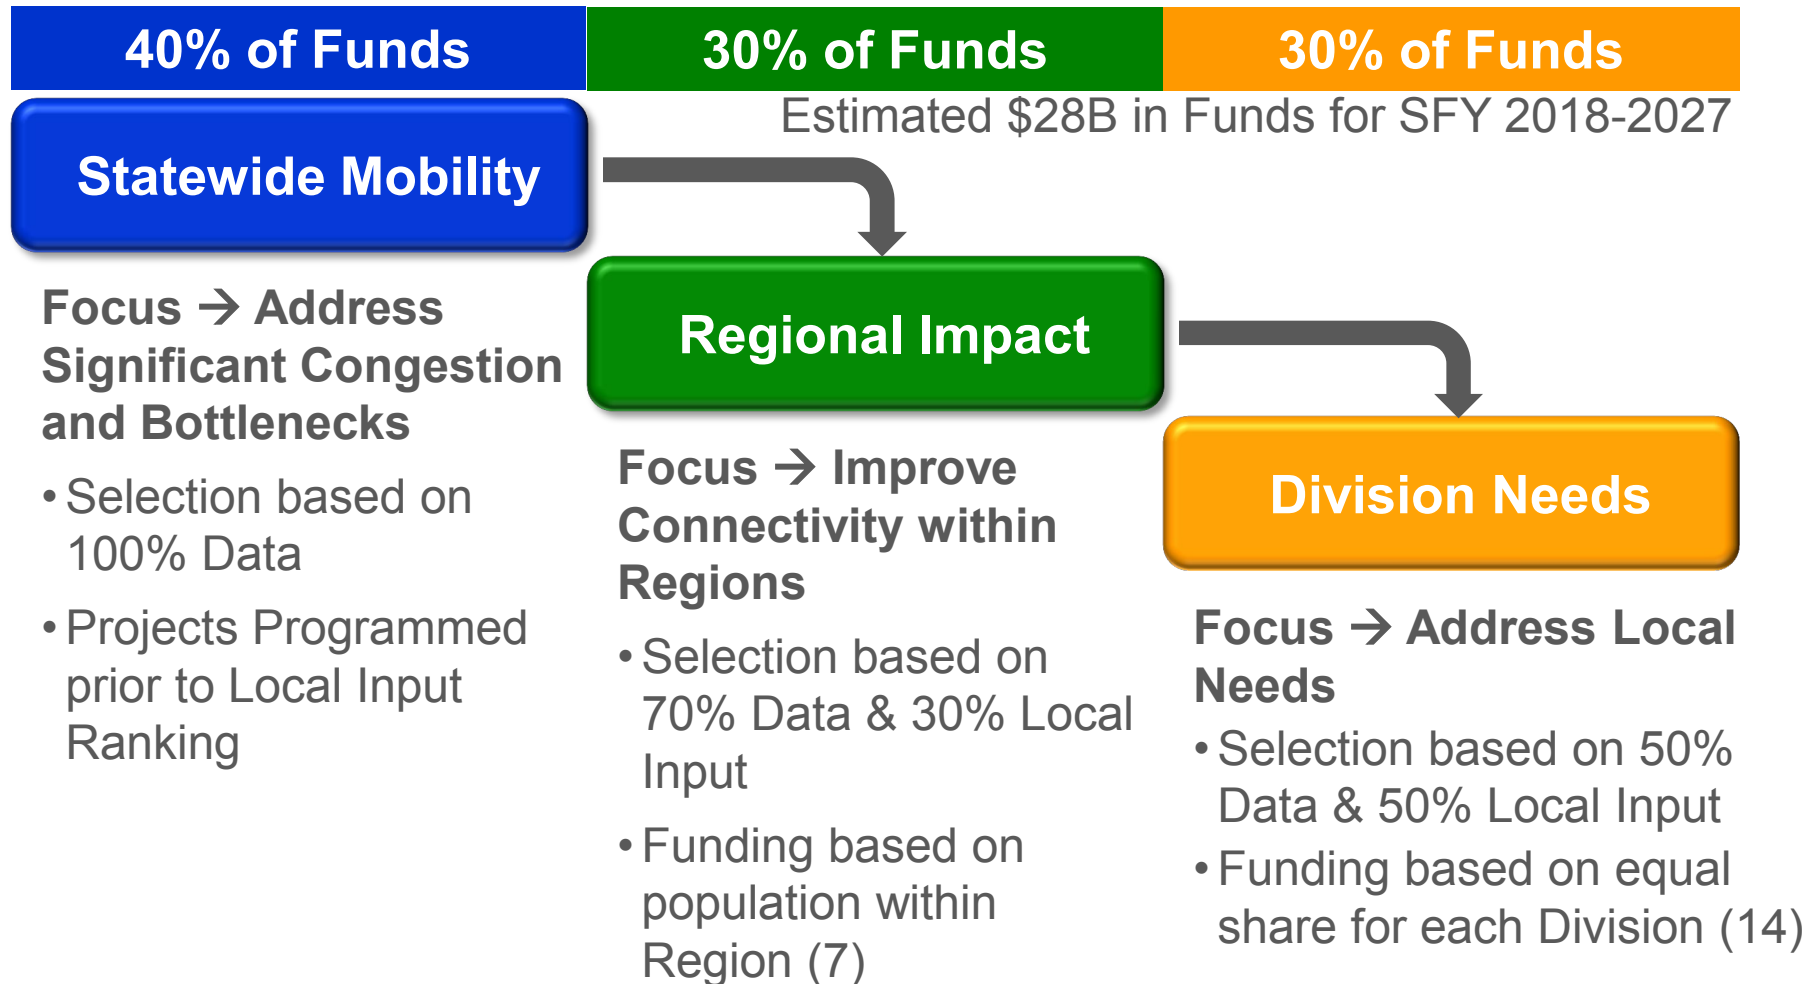 40% of Funds
30% of Funds
30% of Funds
Estimated $28B in Funds for SFY 2018-2027
Statewide Mobility
Focus → Address
Significant Congestion
and Bottlenecks
• Selection based on
100% Data
• Projects Programmed
prior to Local Input
Ranking
Regional Impact
Focus → Improve
Connectivity within
Regions
• Selection based on
70% Data & 30% Local
Input
• Funding based on
population within
Region (7)
Division Needs
Focus → Address Local
Needs
• Selection based on 50%
Data & 50% Local Input
• Funding based on equal
share for each Division (14)